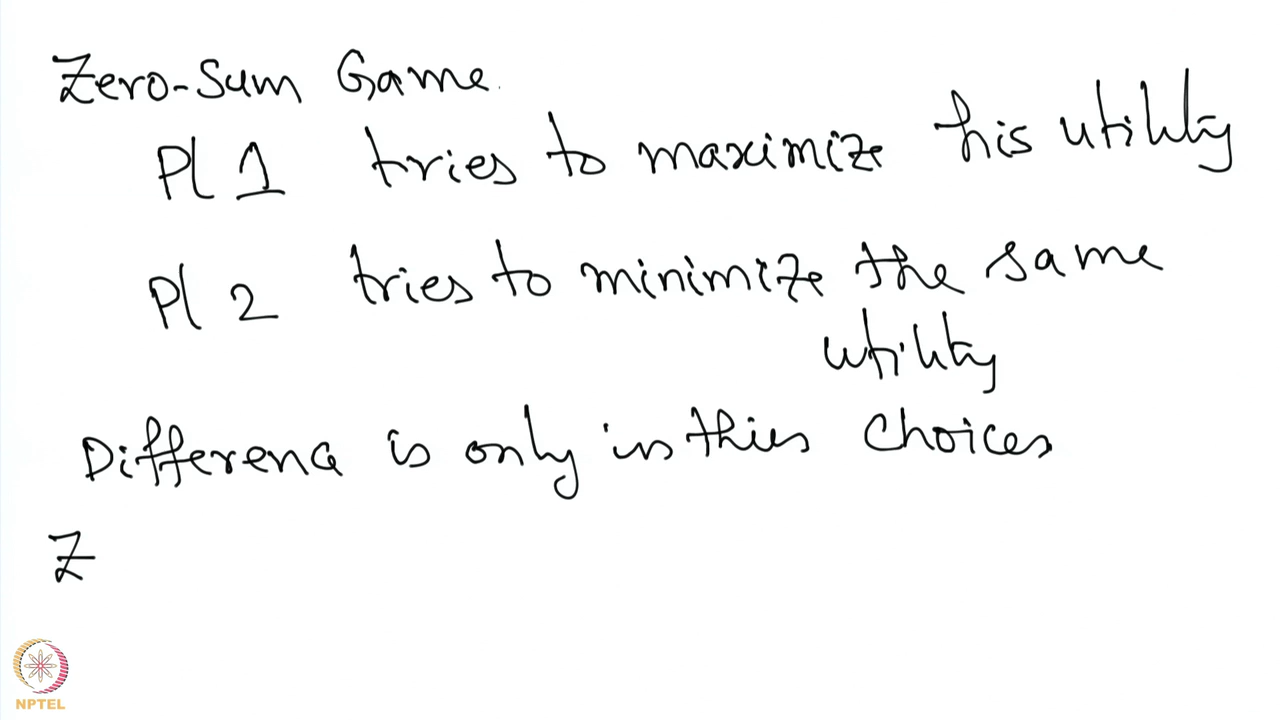 Zero-Sum Game.
Pl 1 tries to maximize his utility
Pl 2 tries to minimize the same
utility
Difference is only in thies choices
Z
NPTEL